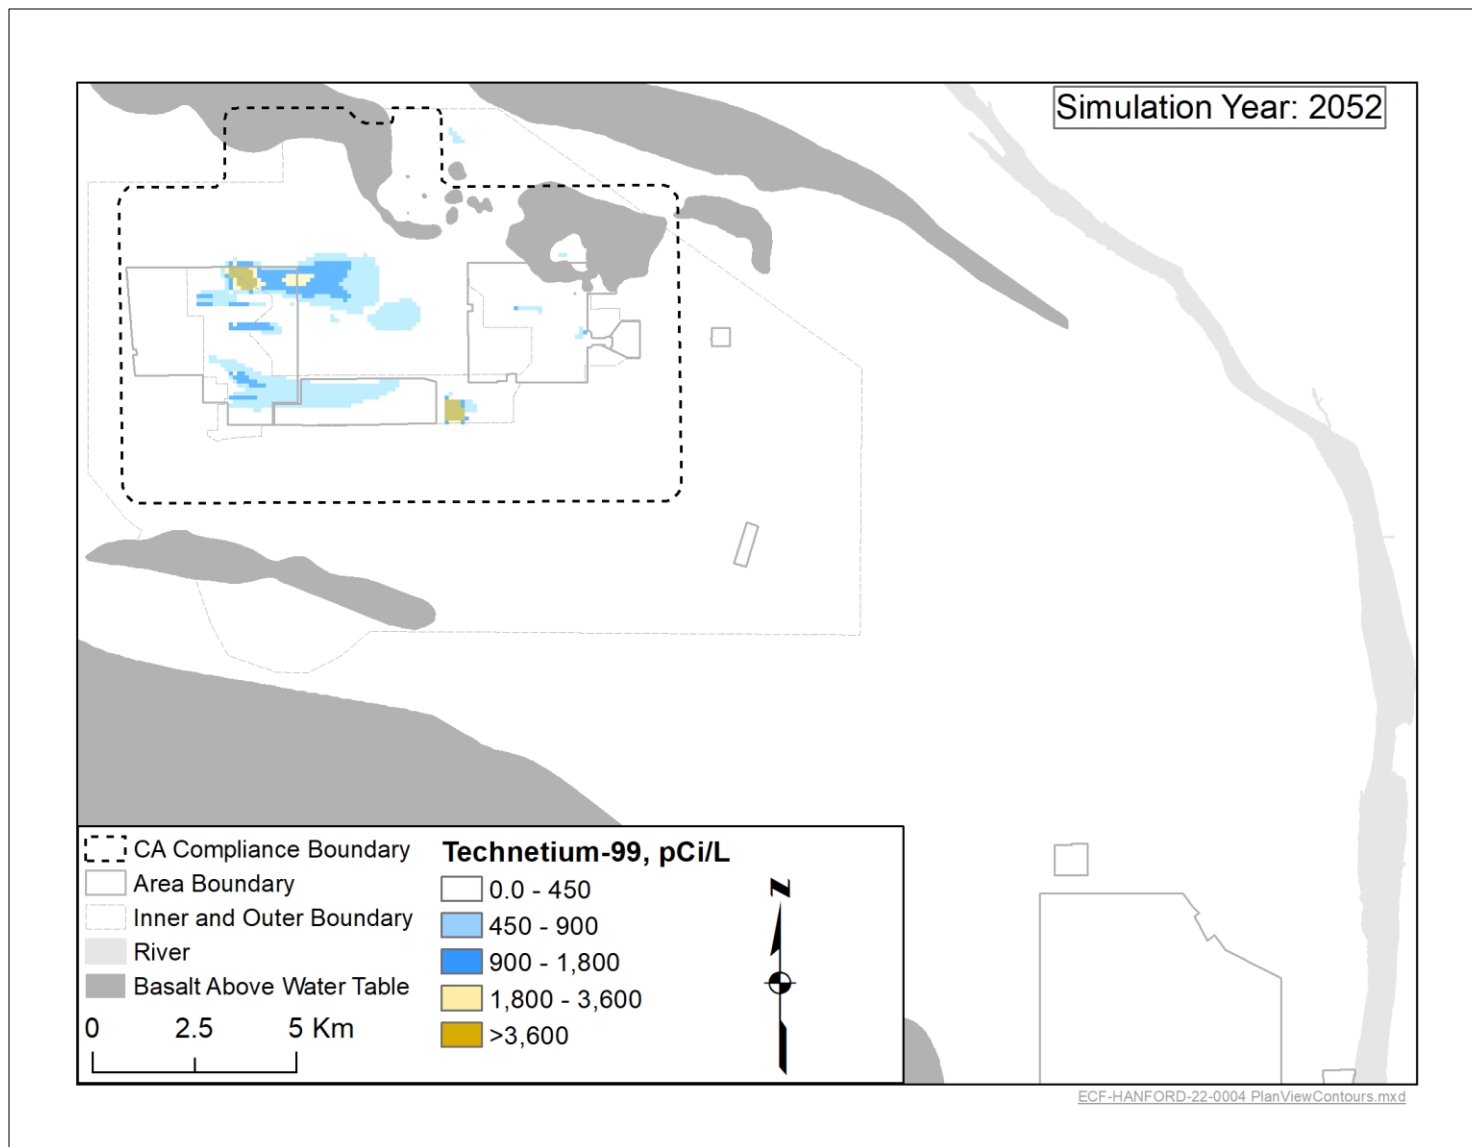 Simulation Year: 2052
CA Compliance Boundary
Area Boundary
Inner and Outer Boundary
River
Basalt Above Water Table
0 2.5 5 Km
Technetium-99, pCi/L
0.0 - 450
450 - 900
900 - 1,800
1,800 - 3,600
>3,600
N
ECF-HANFORD-22-0004 PlanViewContours.mxd